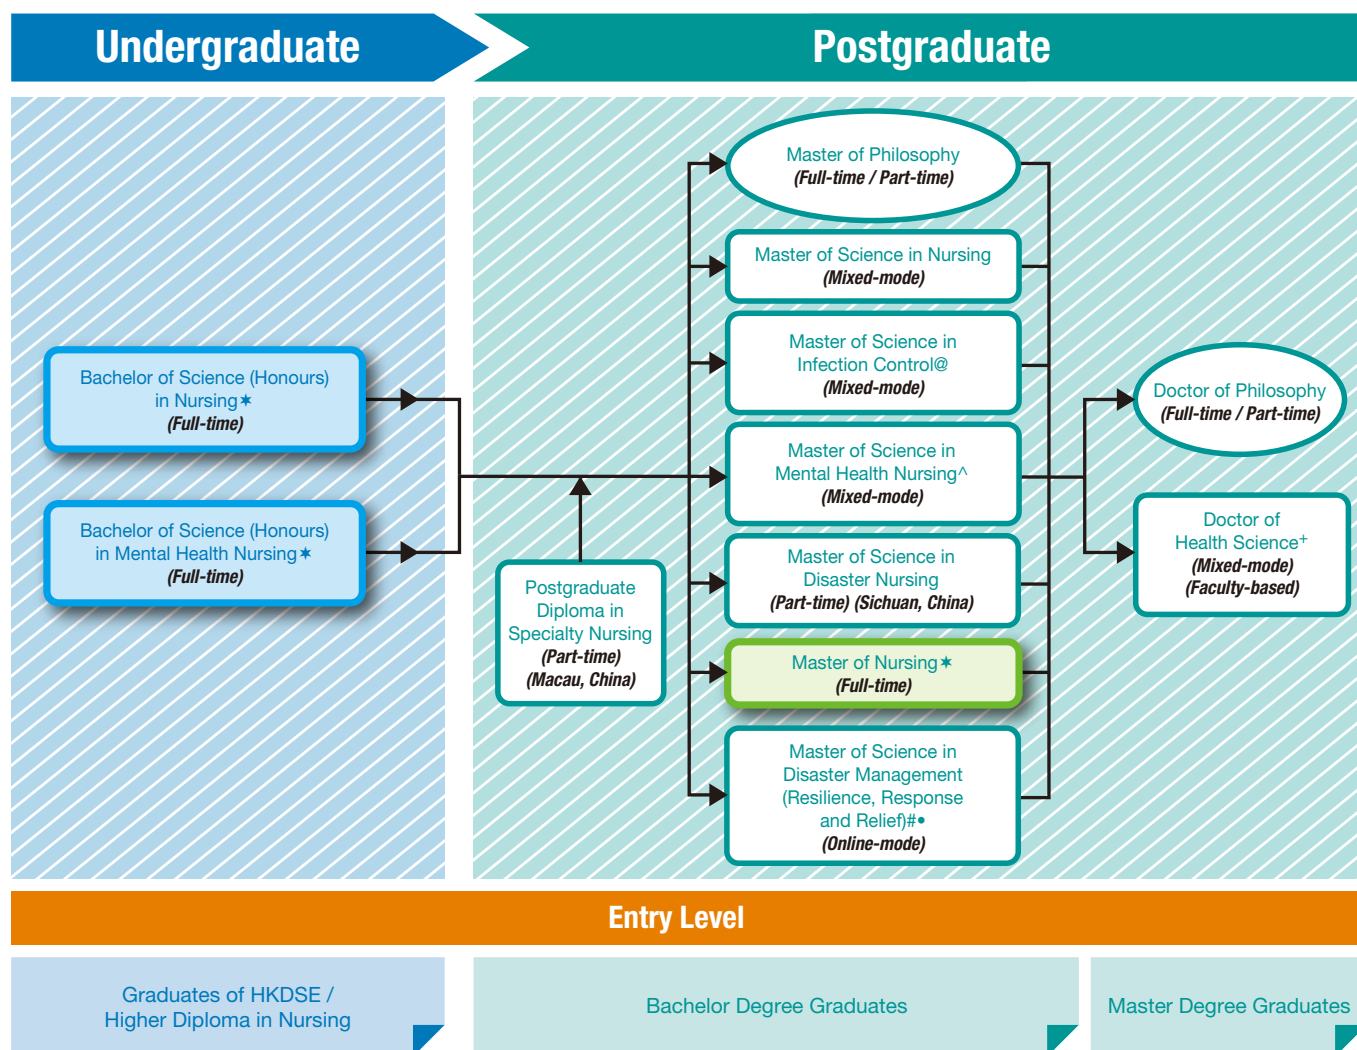 Undergraduate
Postgraduate
Bachelor of Science (Honours)
in Nursing✶
(Full-time)
Bachelor of Science (Honours)
in Mental Health Nursing✶
(Full-time)
Postgraduate
Diploma in
Specialty Nursing
(Part-time)
(Macau, China)
Master of Philosophy
(Full-time / Part-time)
Master of Science in Nursing
(Mixed-mode)
Master of Science in
Infection Control@
(Mixed-mode)
Master of Science in
Mental Health Nursing^
(Mixed-mode)
Master of Science in
Disaster Nursing
(Part-time) (Sichuan, China)
Master of Nursing✶
(Full-time)
Master of Science in
Disaster Management
(Resilience, Response
and Relief)#•
(Online-mode)
Doctor of Philosophy
(Full-time / Part-time)
Doctor of
Health Science+
(Mixed-mode)
(Faculty-based)
Entry Level
Graduates of HKDSE /
Higher Diploma in Nursing
Bachelor Degree Graduates
Master Degree Graduates